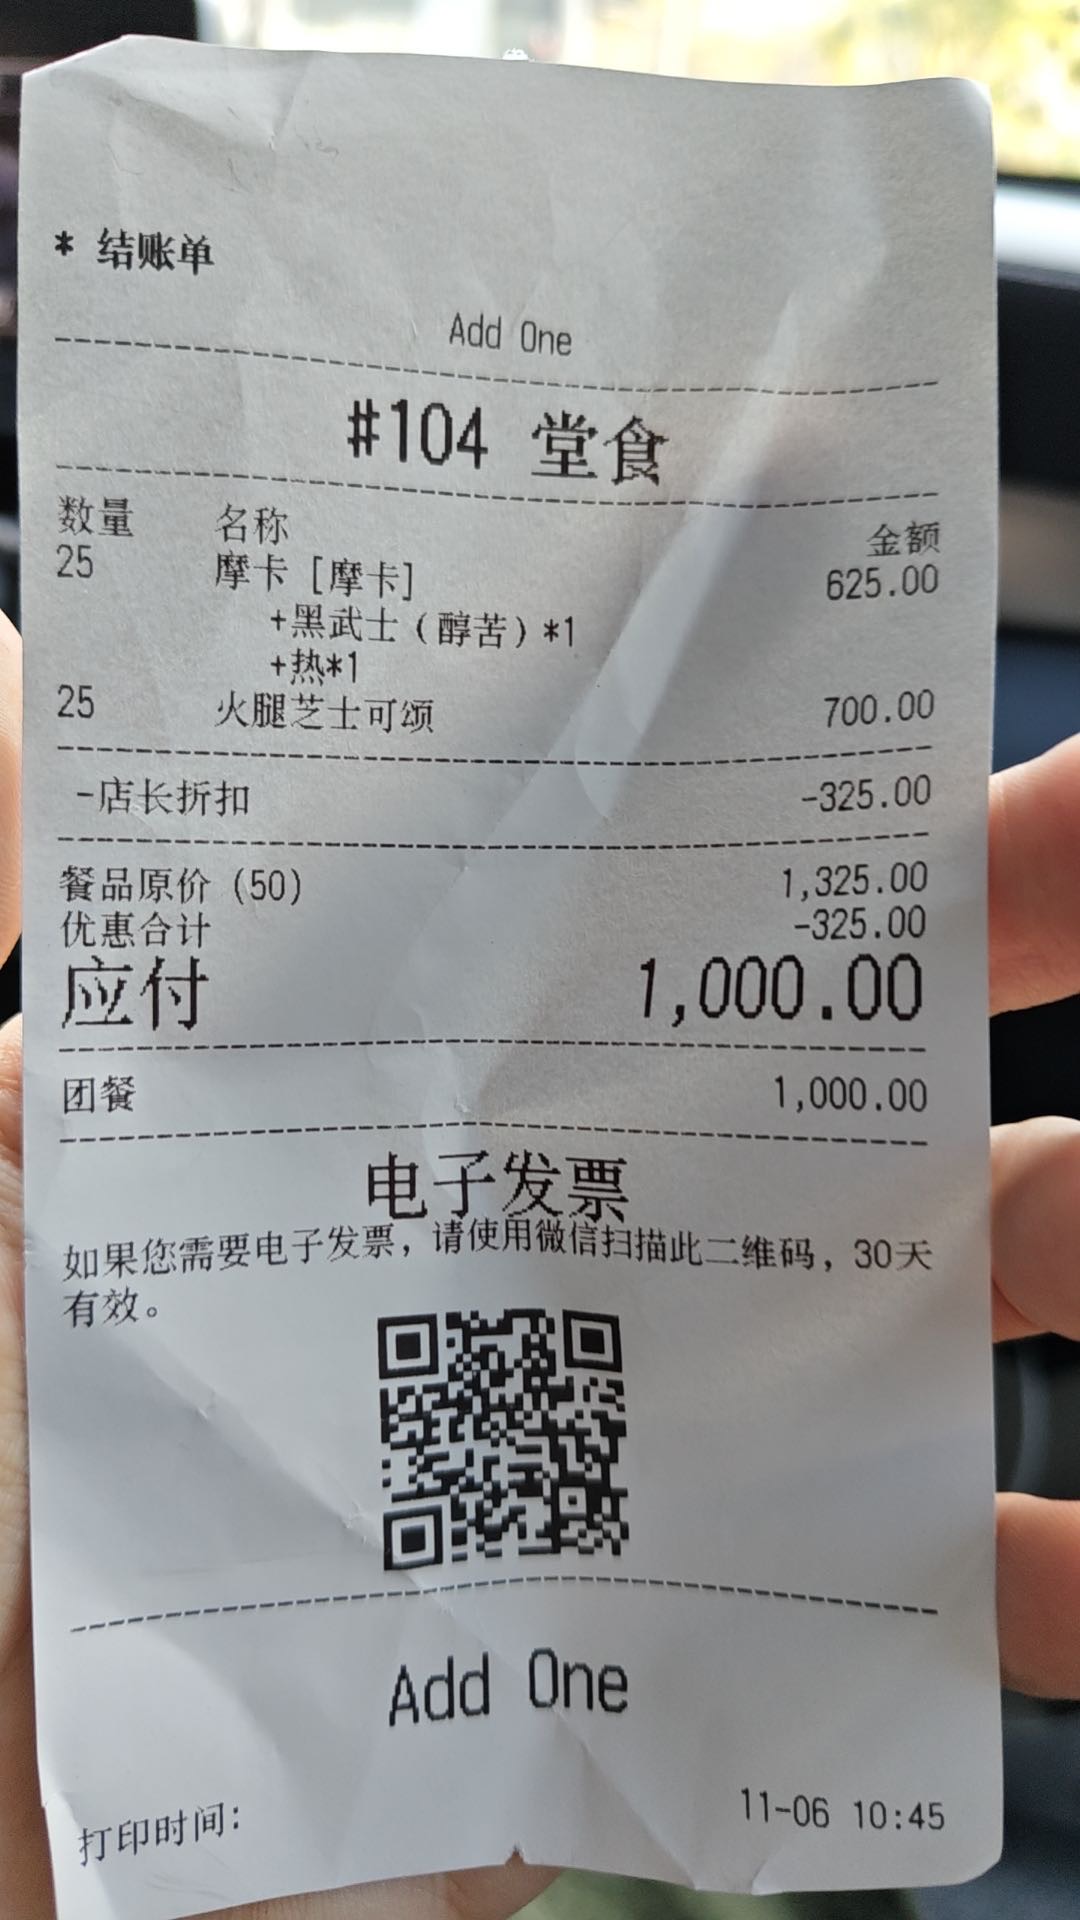 * 结账单
Add One
#104 堂食
数量 名称 金额
25 摩卡 [摩卡] 625.00
+黑武士(醇苦)*1
+热*1
25 火腿芝士可颂 700.00
-店长折扣 -325.00
餐品原价 (50) 1,325.00
优惠合计 -325.00
应付 1,000.00
团餐 1,000.00
电子发票
如果您需要电子发票，请使用微信扫描此二维码，30天
有效。
Add One
打印时间: 11-06 10:45